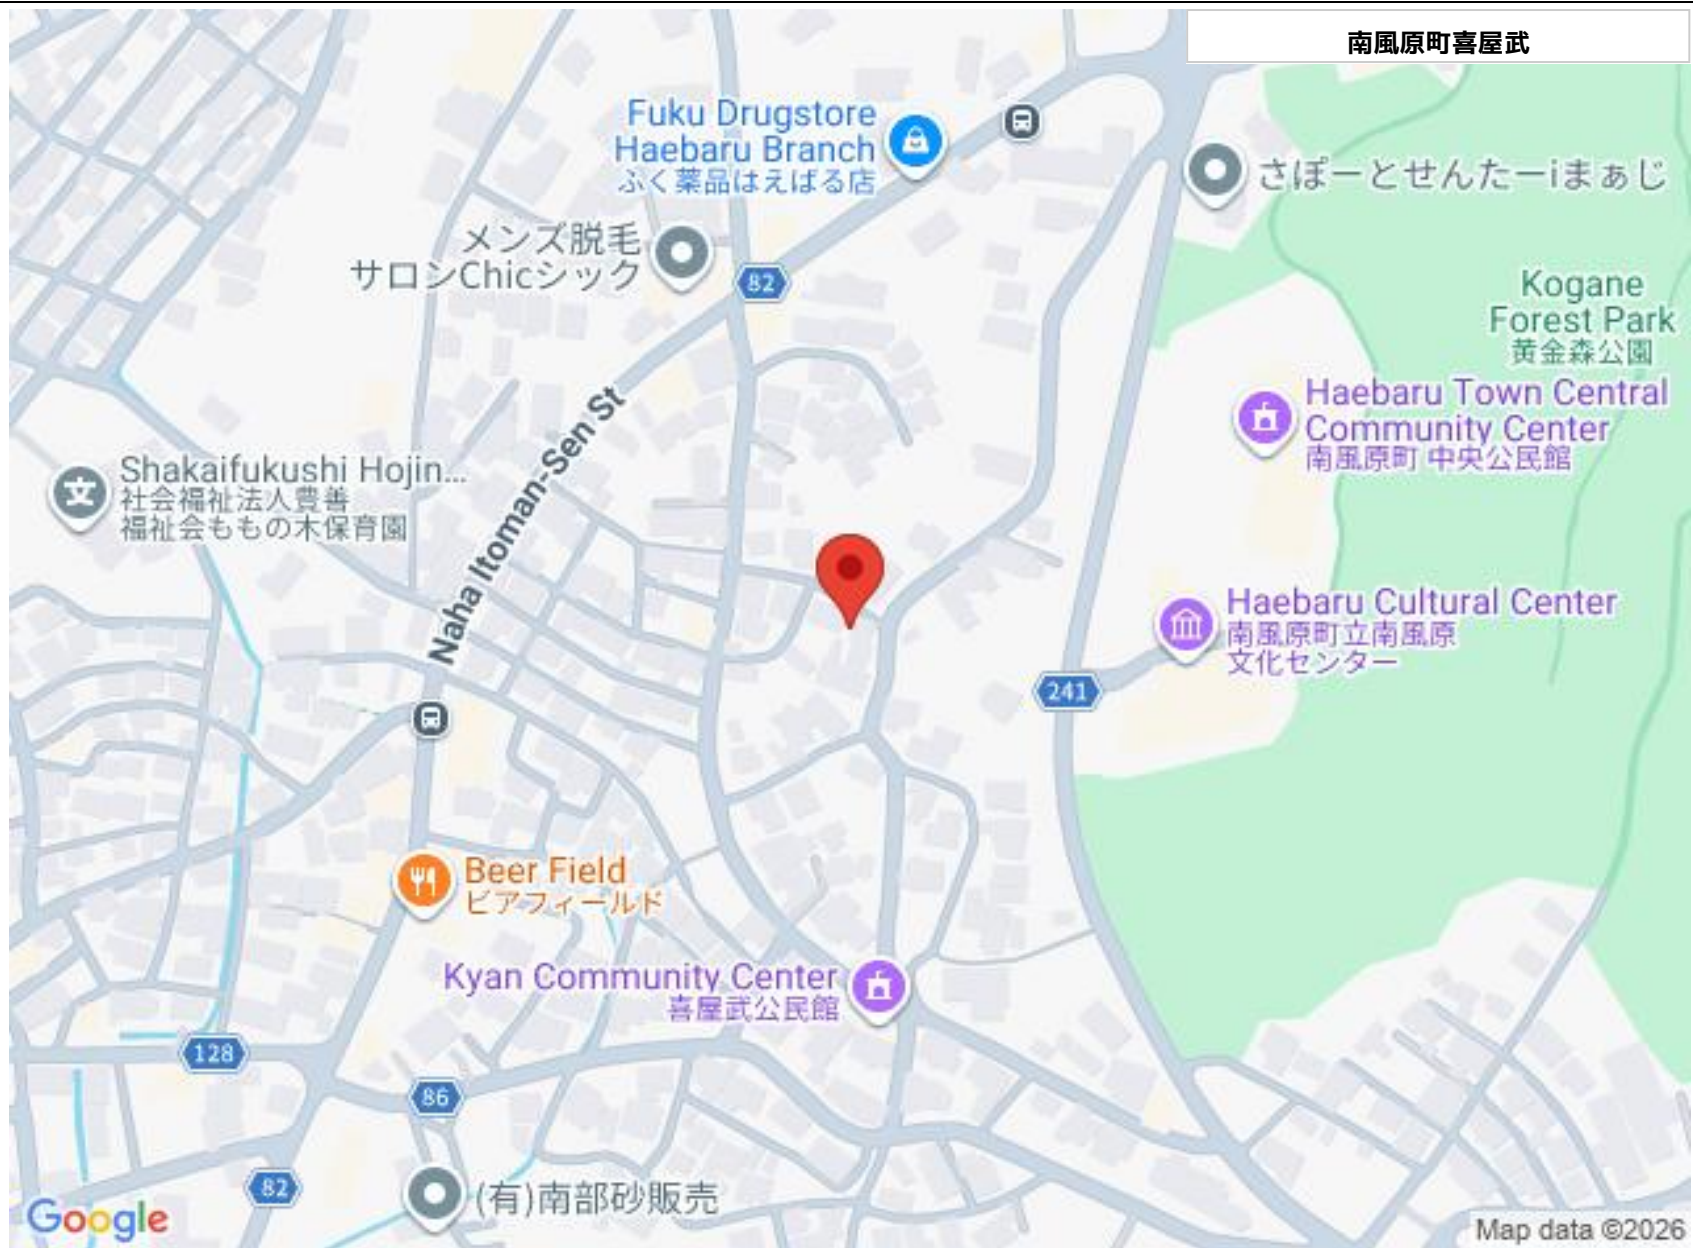 南風原町喜屋武
Fuku Drugstore
Haebaru Branch
ふく薬品はえばる店
さぽーとせんたーiまぁじ
メンズ脱毛
サロンChicシック
82
Kogane
Forest Park
黄金森公園
Haebaru Town Central
Community Center
南風原町 中央公民館
Naha Itoman-Sen St
Shakaifukushi Hojin...
社会福祉法人豊善
福祉会ももの木保育園
Haebaru Cultural Center
南風原町立南風原
文化センター
241
Beer Field
ビアフィールド
Kyan Community Center
喜屋武公民館
128
86
82
(有)南部砂販売
Google
Map data ©2026